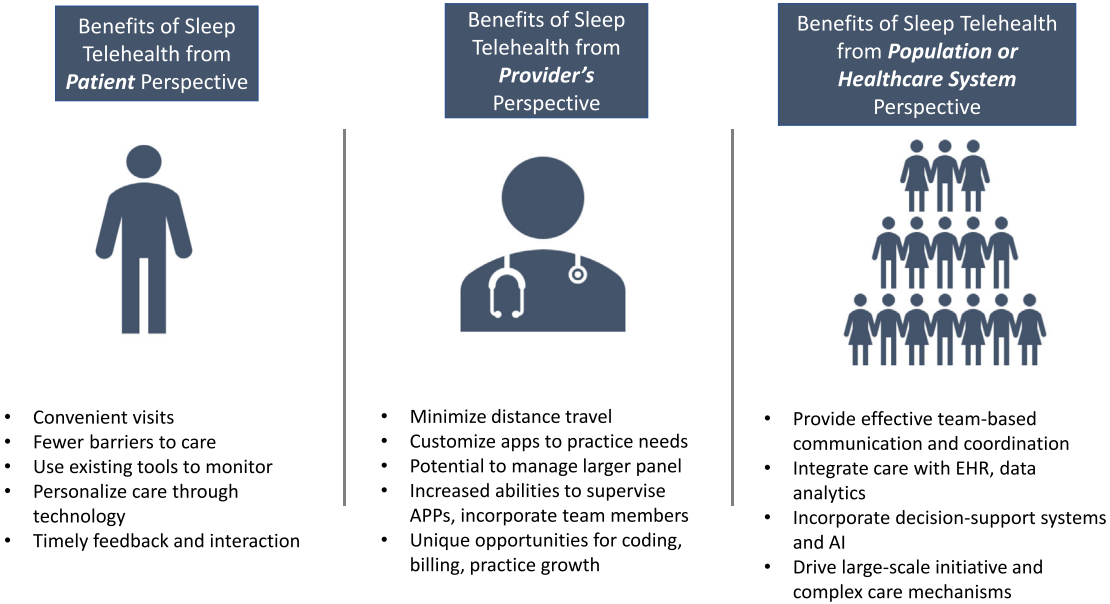 Benefits of Sleep
Telehealth from
Patient Perspective
• Convenient visits
• Fewer barriers to care
• Use existing tools to monitor
• Personalize care through
technology
• Timely feedback and interaction
Benefits of Sleep
Telehealth from
Provider’s
Perspective
• Minimize distance travel
• Customize apps to practice needs
• Potential to manage larger panel
• Increased abilities to supervise
APPs, incorporate team members
• Unique opportunities for coding,
billing, practice growth
Benefits of Sleep Telehealth
from Population or
Healthcare System
Perspective
• Provide effective team-based
communication and coordination
• Integrate care with EHR, data
analytics
• Incorporate decision-support systems
and AI
• Drive large-scale initiative and
complex care mechanisms